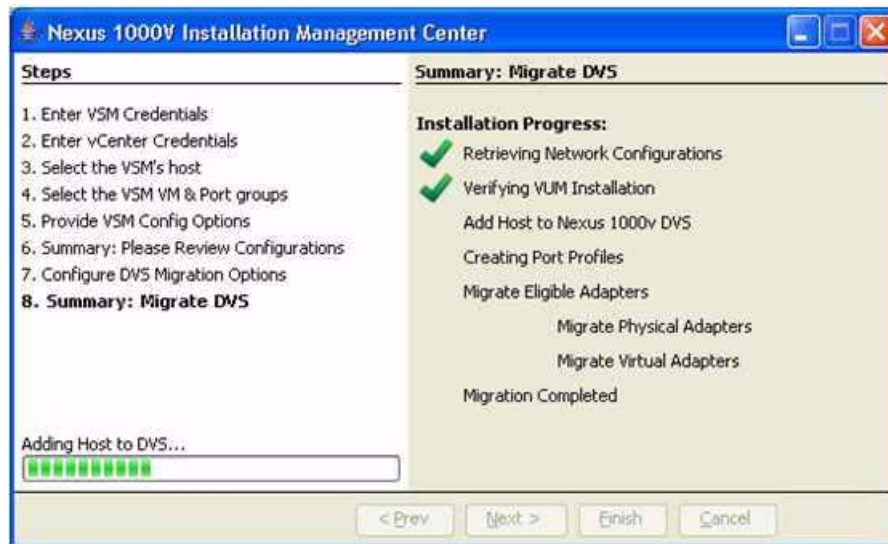 Nexus 1000V Installation Management Center
Steps
1. Enter VSM Credentials
2. Enter vCenter Credentials
3. Select the VSM's host
4. Select the VSM VM & Port groups
5. Provide VSM Config Options
6. Summary: Please Review Configurations
7. Configure DVS Migration Options
8. Summary: Migrate DVS
Adding Host to DVS...
Summary: Migrate DVS
Installation Progress:
Retrieving Network Configurations
Verifying VUM Installation
Add Host to Nexus 1000v DVS
Creating Port Profiles
Migrate Eligible Adapters
Migrate Physical Adapters
Migrate Virtual Adapters
Migration Completed
< Prev
Next >
Finish
Cancel